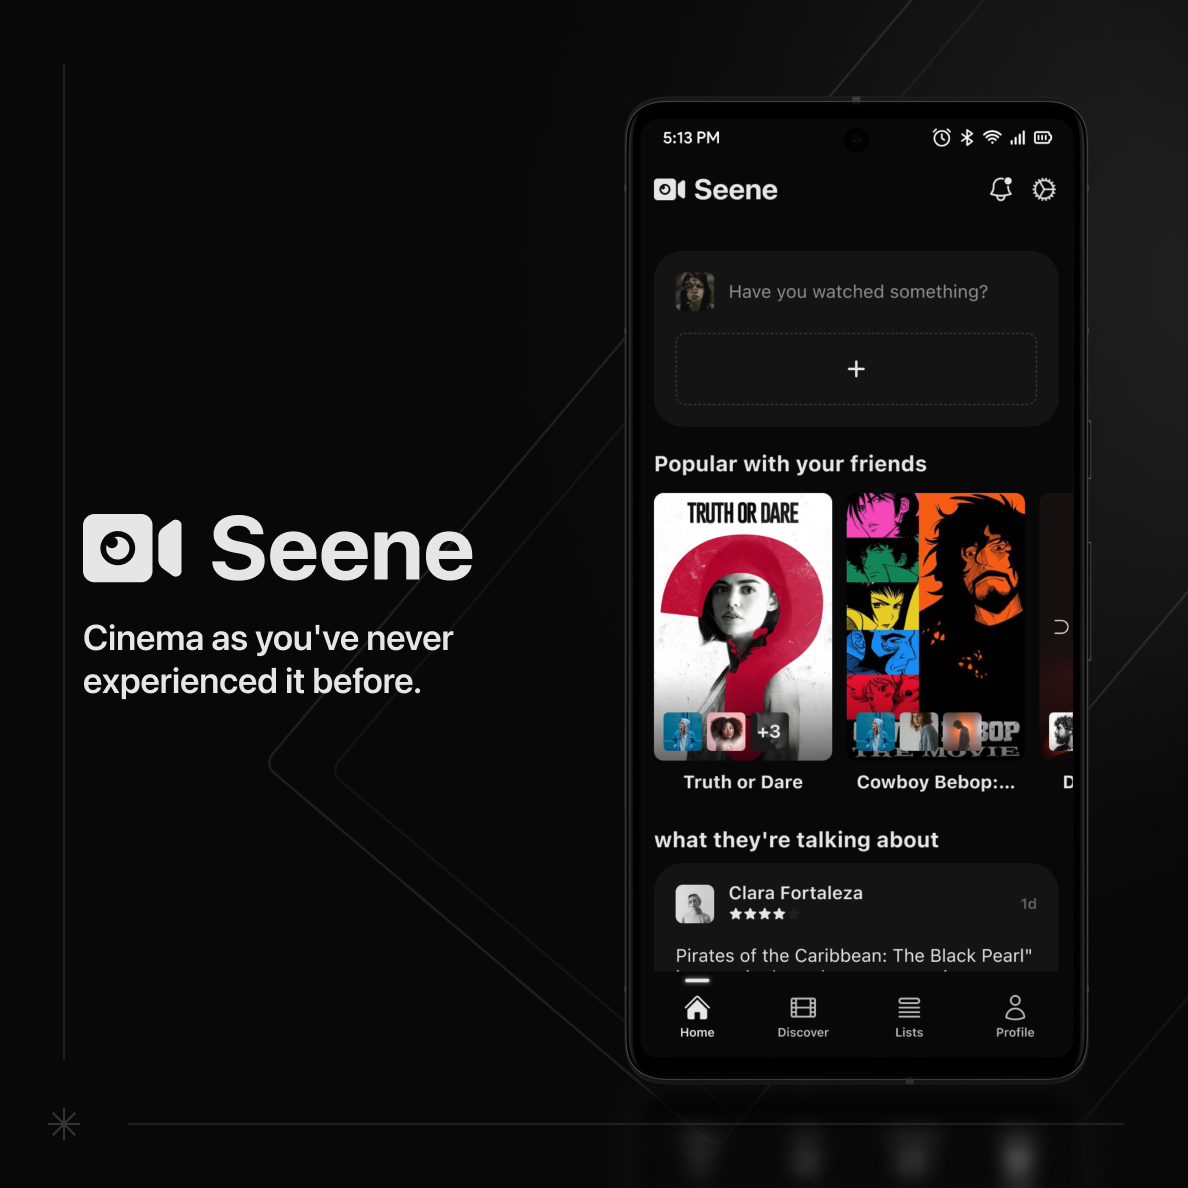 Seene
Cinema as you've never
experienced it before.
5:13 PM
Seene
Have you watched something?
+
Popular with your friends
TRUTH OR DARE
+3
BOP
THE MOVIE
Truth or Dare
Cowboy Bebop:...
D
what they're talking about
Clara Fortaleza
1d
Pirates of the Caribbean: The Black Pearl"
Home
Discover
Lists
Profile